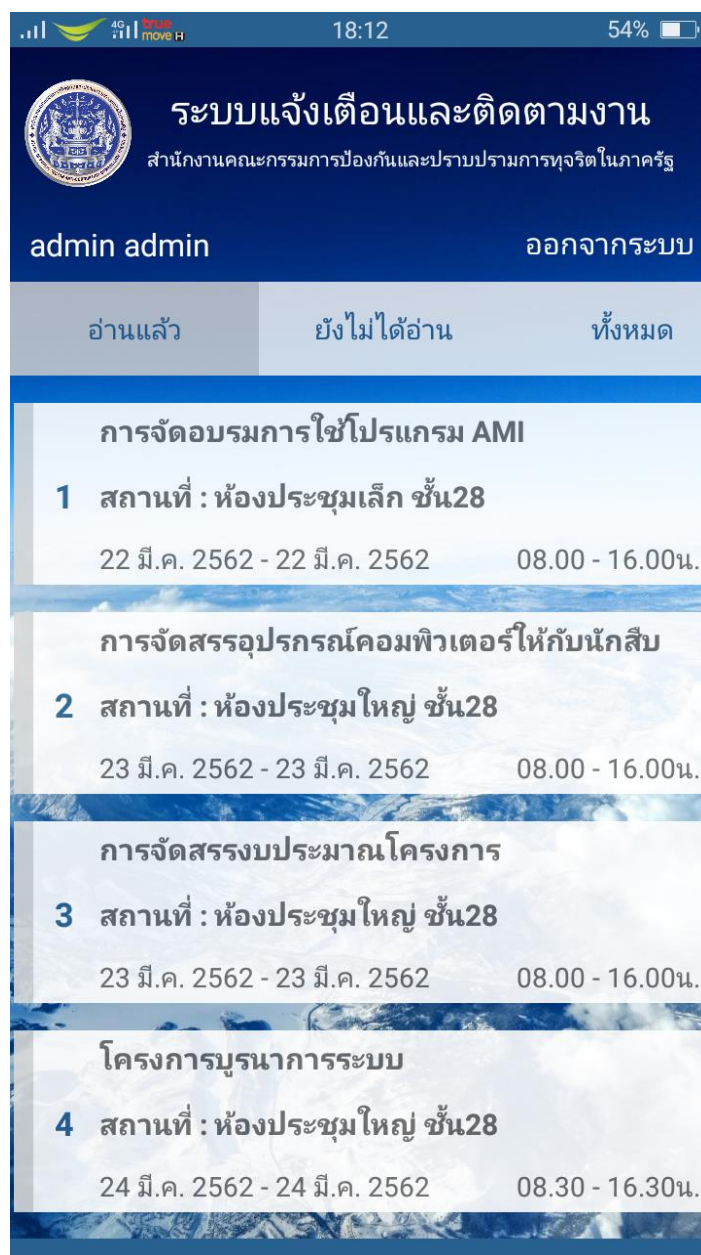 4G true move H 18:12 54%
ระบบแจ้งเตือนและติดตามงาน
สำนักงานคณะกรรมการป้องกันและปราบปรามการทุจริตในภาครัฐ
admin admin ออกจากระบบ
อ่านแล้ว ยังไม่ได้อ่าน ทั้งหมด
การจัดอบรมการใช้โปรแกรม AMI
1 สถานที่ : ห้องประชุมเล็ก ชั้น28
22 มี.ค. 2562 - 22 มี.ค. 2562 08.00 - 16.00น.
การจัดสรรอุปรกรณ์คอมพิวเตอร์ให้กับนักสืบ
2 สถานที่ : ห้องประชุมใหญ่ ชั้น28
23 มี.ค. 2562 - 23 มี.ค. 2562 08.00 - 16.00น.
การจัดสรรงบประมาณโครงการ
3 สถานที่ : ห้องประชุมใหญ่ ชั้น28
23 มี.ค. 2562 - 23 มี.ค. 2562 08.00 - 16.00น.
โครงการบูรนาการระบบ
4 สถานที่ : ห้องประชุมใหญ่ ชั้น28
24 มี.ค. 2562 - 24 มี.ค. 2562 08.30 - 16.30น.